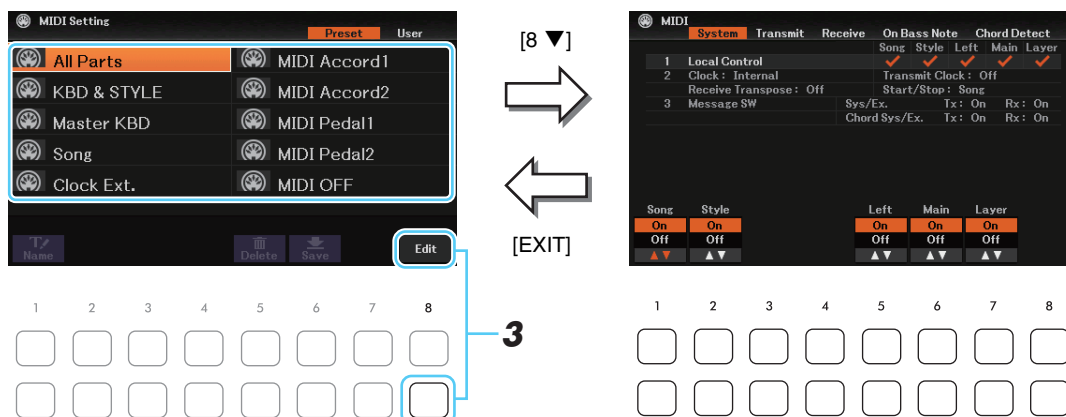 MIDI Setting
Preset User
All Parts MIDI Accord1
KBD & STYLE MIDI Accord2
Master KBD MIDI Pedal1
Song MIDI Pedal2
Clock Ext. MIDI OFF
T/ Name Delete Save Edit
1 2 3 4 5 6 7 8
3
[8 ▼]
[EXIT]
MIDI
System Transmit Receive On Bass Note Chord Detect
Song Style Left Main Layer
1 Local Control
2 Clock : Internal Transmit Clock : Off
Receive Transpose : Off Start/Stop : Song
3 Message SW Sys/Ex. Tx : On Rx : On
Chord Sys/Ex. Tx : On Rx : On
Song Style Left Main Layer
On On On On On
Off Off Off Off Off
▲▼ ▲▼ ▲▼ ▲▼ ▲▼
1 2 3 4 5 6 7 8